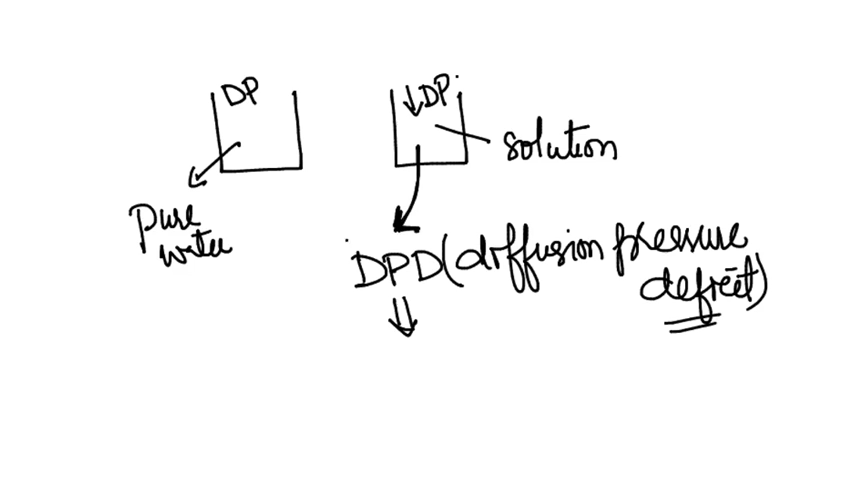 DP
↓DP
solution
Pure
water
DPD (diffusion pressure
deficit)